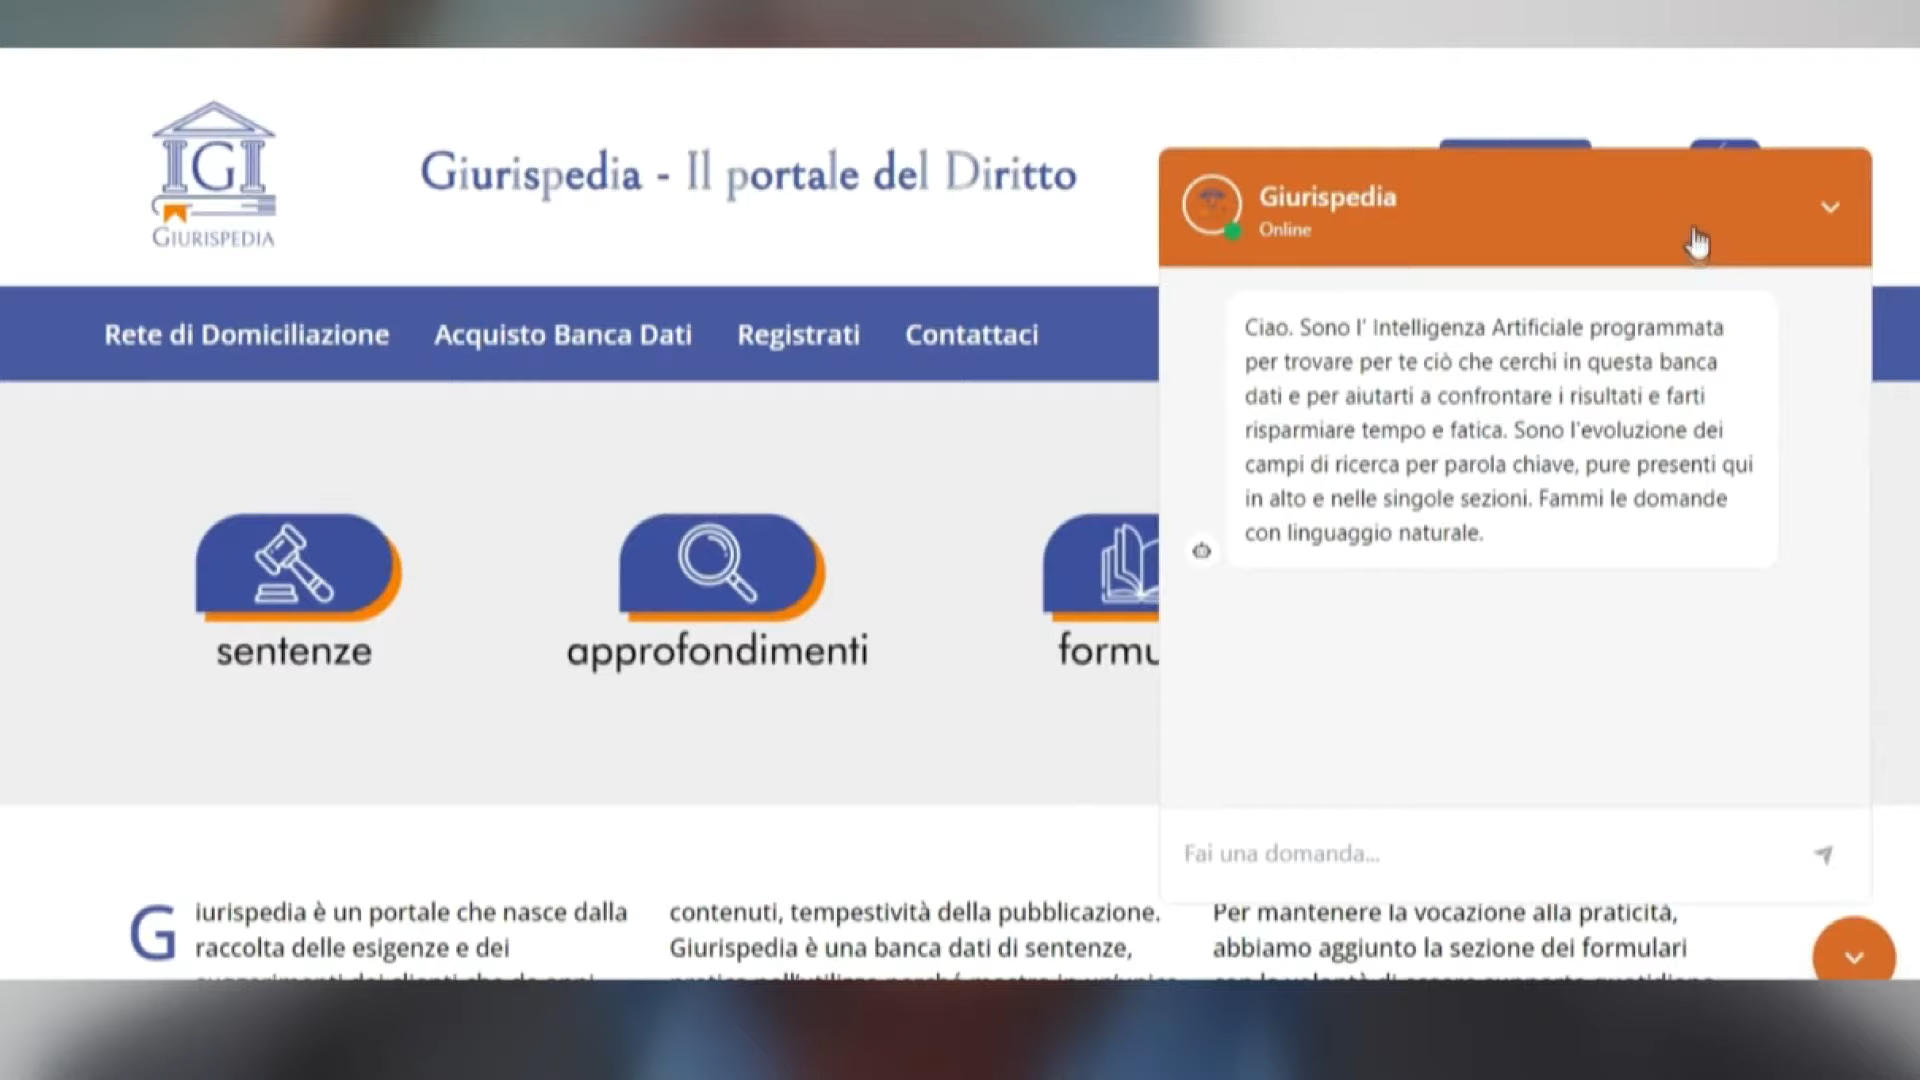 IGI
GIURISPEDIA
Giurispedia - Il portale del Diritto
Rete di Domiciliazione
Acquisto Banca Dati
Registrati
Contattaci
sentenze
approfondimenti
formu
Giurispedia
Online
Ciao. Sono l' Intelligenza Artificiale programmata
per trovare per te ciò che cerchi in questa banca
dati e per aiutarti a confrontare i risultati e farti
risparmiare tempo e fatica. Sono l'evoluzione dei
campi di ricerca per parola chiave, pure presenti qui
in alto e nelle singole sezioni. Fammi le domande
con linguaggio naturale.
Fai una domanda...
Giurispedia è un portale che nasce dalla
raccolta delle esigenze e dei
contenuti, tempestività della pubblicazione.
Giurispedia è una banca dati di sentenze,
Per mantenere la vocazione alla praticità,
abbiamo aggiunto la sezione dei formulari